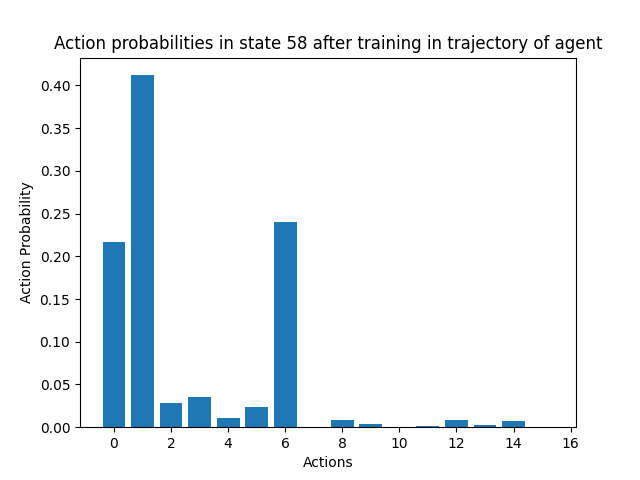 Action probabilities in state 58 after training in trajectory of agent
0.40
0.35
0.30
0.25
0.20
0.15
0.10
0.05
0.00
Action Probability
0 2 4 6 8 10 12 14 16
Actions